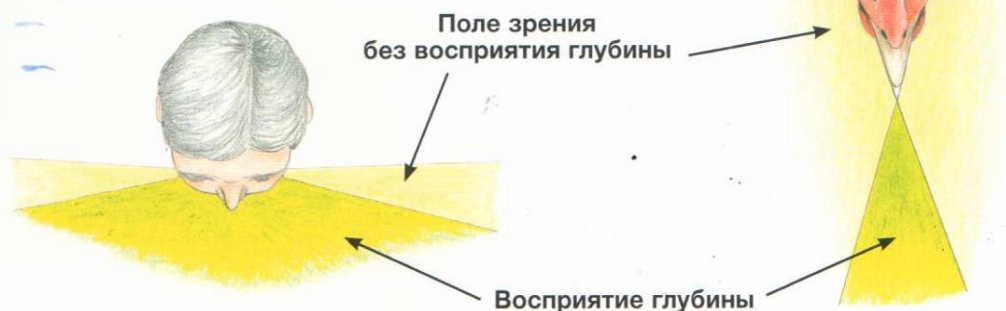 Поле зрения
без восприятия глубины
Восприятие глубины